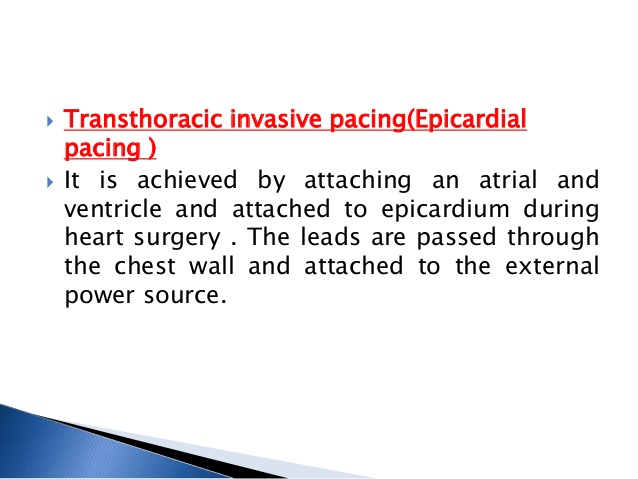 Transthoracic invasive pacing(Epicardial
pacing )
It is achieved by attaching an atrial and
ventricle and attached to epicardium during
heart surgery . The leads are passed through
the chest wall and attached to the external
power source.